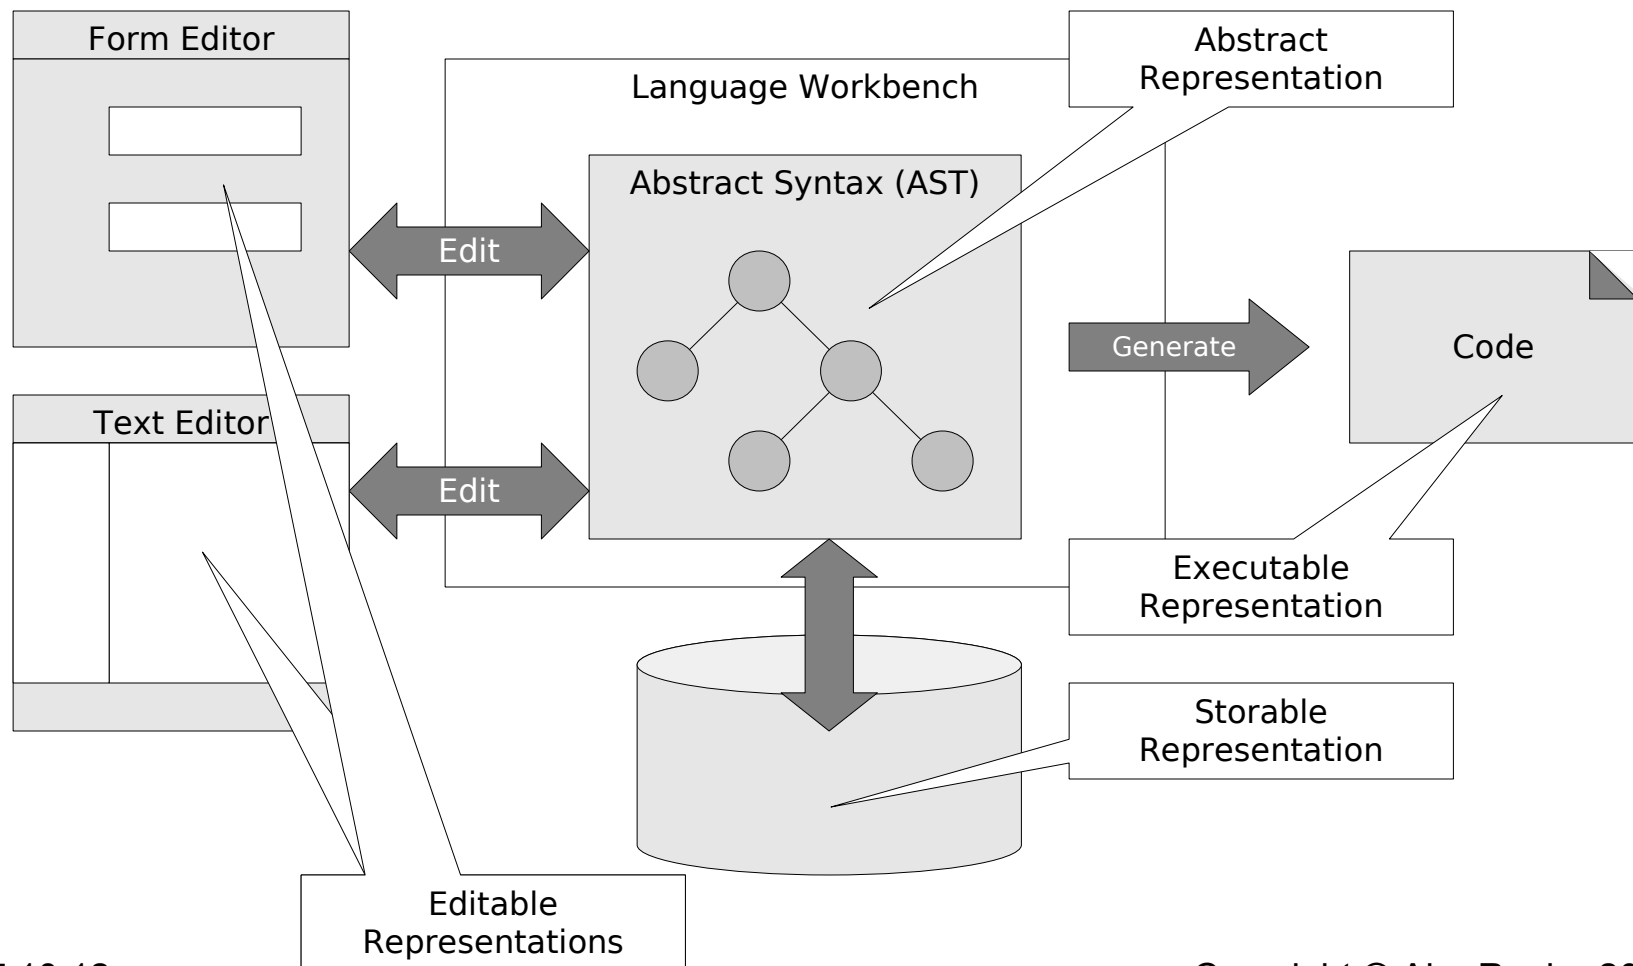 Form Editor
Abstract
Representation
Language Workbench
Abstract Syntax (AST)
Edit
Generate
Code
Text Editor
Edit
Executable
Representation
Storable
Representation
Editable
Representations